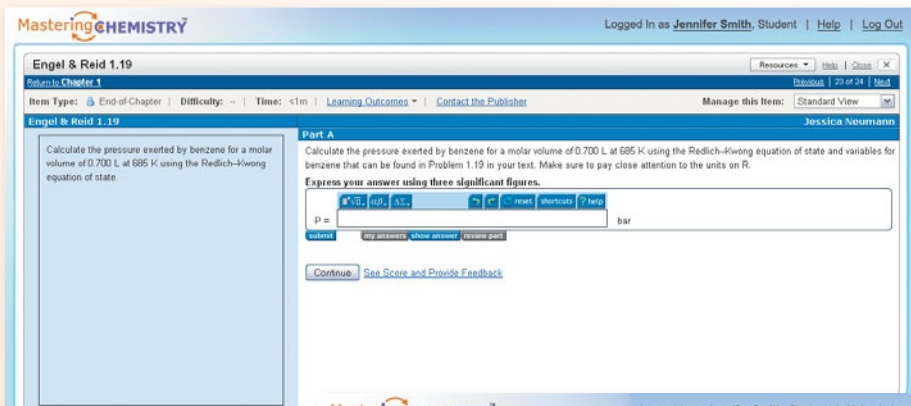 MasteringCHEMISTRY
Logged In as Jennifer Smith, Student | Help | Log Out
Engel & Reid 1.19
Resources Help | Close X
Return to Chapter 1
Previous | 23 of 24 | Next
Item Type: End-of-Chapter | Difficulty: -- | Time: <1m | Learning Outcomes | Contact the Publisher
Manage this Item: Standard View
Engel & Reid 1.19
Jessica Neumann
Calculate the pressure exerted by benzene for a molar
volume of 0.700 L at 685 K using the Redlich–Kwong
equation of state.
Part A
Calculate the pressure exerted by benzene for a molar volume of 0.700 L at 685 K using the Redlich–Kwong equation of state and variables for
benzene that can be found in Problem 1.19 in your text. Make sure to pay close attention to the units on R.
Express your answer using three significant figures.
αβ ΑΣ reset shortcuts ? help
P = bar
submit my answers show answer review part
Continue See Score and Provide Feedback